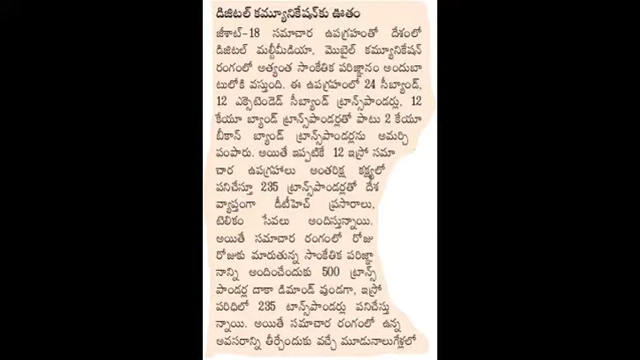 డిజిటల్ కమ్యూనికేషన్‌కు ఊతం
జీశాట్-18 సమాచార ఉపగ్రహంతో దేశంలో
డిజిటల్ మల్టీమీడియా, మొబైల్ కమ్యూనికేషన్
రంగంలో అత్యంత సాంకేతిక పరిజ్ఞానం అందుబా
టులోకి వస్తుంది. ఈ ఉపగ్రహంలో 24 సీబ్యాండ్,
12 ఎక్సెటెండెడ్ సీబ్యాండ్ ట్రాన్స్‌పాండర్లు, 12
కేయూ బ్యాండ్ ట్రాన్స్‌పాండర్లతో పాటు 2 కేయూ
బీకాన్ బ్యాండ్ ట్రాన్స్‌పాండర్లను అమర్చి
పంపారు. అయితే ఇప్పటికే 12 ఇస్రో సమా
చార ఉపగ్రహాలు అంతరిక్ష కక్ష్యలో
పనిచేస్తూ 235 ట్రాన్స్‌పాండర్లతో దేశ
వ్యాప్తంగా డీటీహెచ్ ప్రసారాలు,
టెలికం సేవలు అందిస్తున్నాయి.
అయితే సమాచార రంగంలో రోజు
రోజుకు మారుతున్న సాంకేతిక పరిజ్ఞా
నాన్ని అందించేందుకు 500 ట్రాన్స్
పాండర్ల దాకా డిమాండ్ వుండగా, ఇస్రో
పరిధిలో 235 టాన్స్‌పాండర్లు పనిచేస్తు
న్నాయి. అయితే సమాచార రంగంలో ఉన్న
అవసరాన్ని తీర్చేందుకు వచ్చే మూడునాలుగేళ్లలో